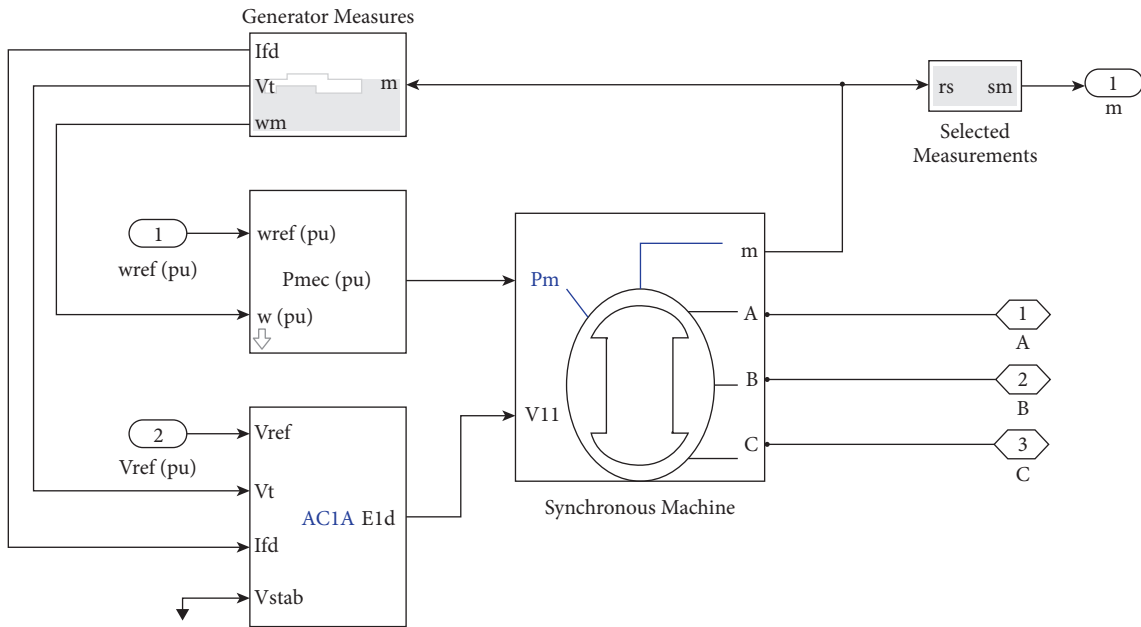 Generator Measures
Ifd
Vt
wm
m
rs
sm
1
m
Selected
Measurements
1
wref (pu)
wref (pu)
Pmec (pu)
w (pu)
m
Pm
A
B
C
V11
Synchronous Machine
1
A
2
B
3
C
2
Vref (pu)
Vref
Vt
AC1A E1d
Ifd
Vstab